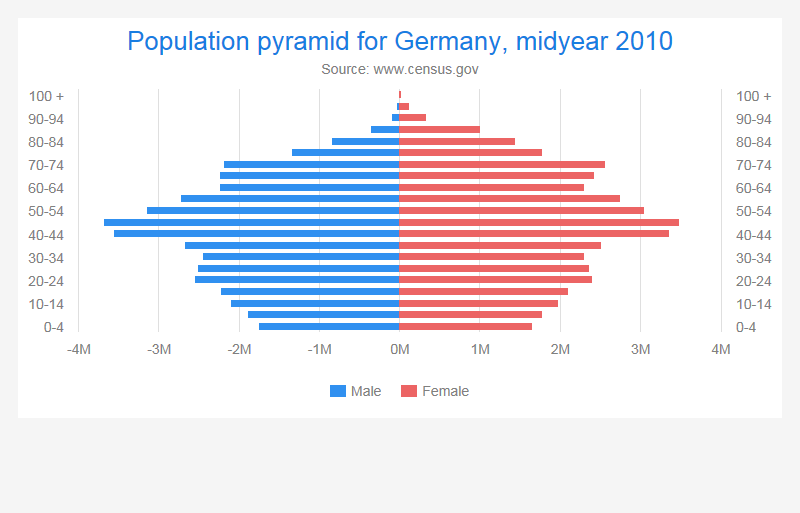 Population pyramid for Germany, midyear 2010
Source: www.census.gov
100 + 100 +
90-94 90-94
80-84 80-84
70-74 70-74
60-64 60-64
50-54 50-54
40-44 40-44
30-34 30-34
20-24 20-24
10-14 10-14
0-4 0-4
-4M -3M -2M -1M 0M 1M 2M 3M 4M
Male Female